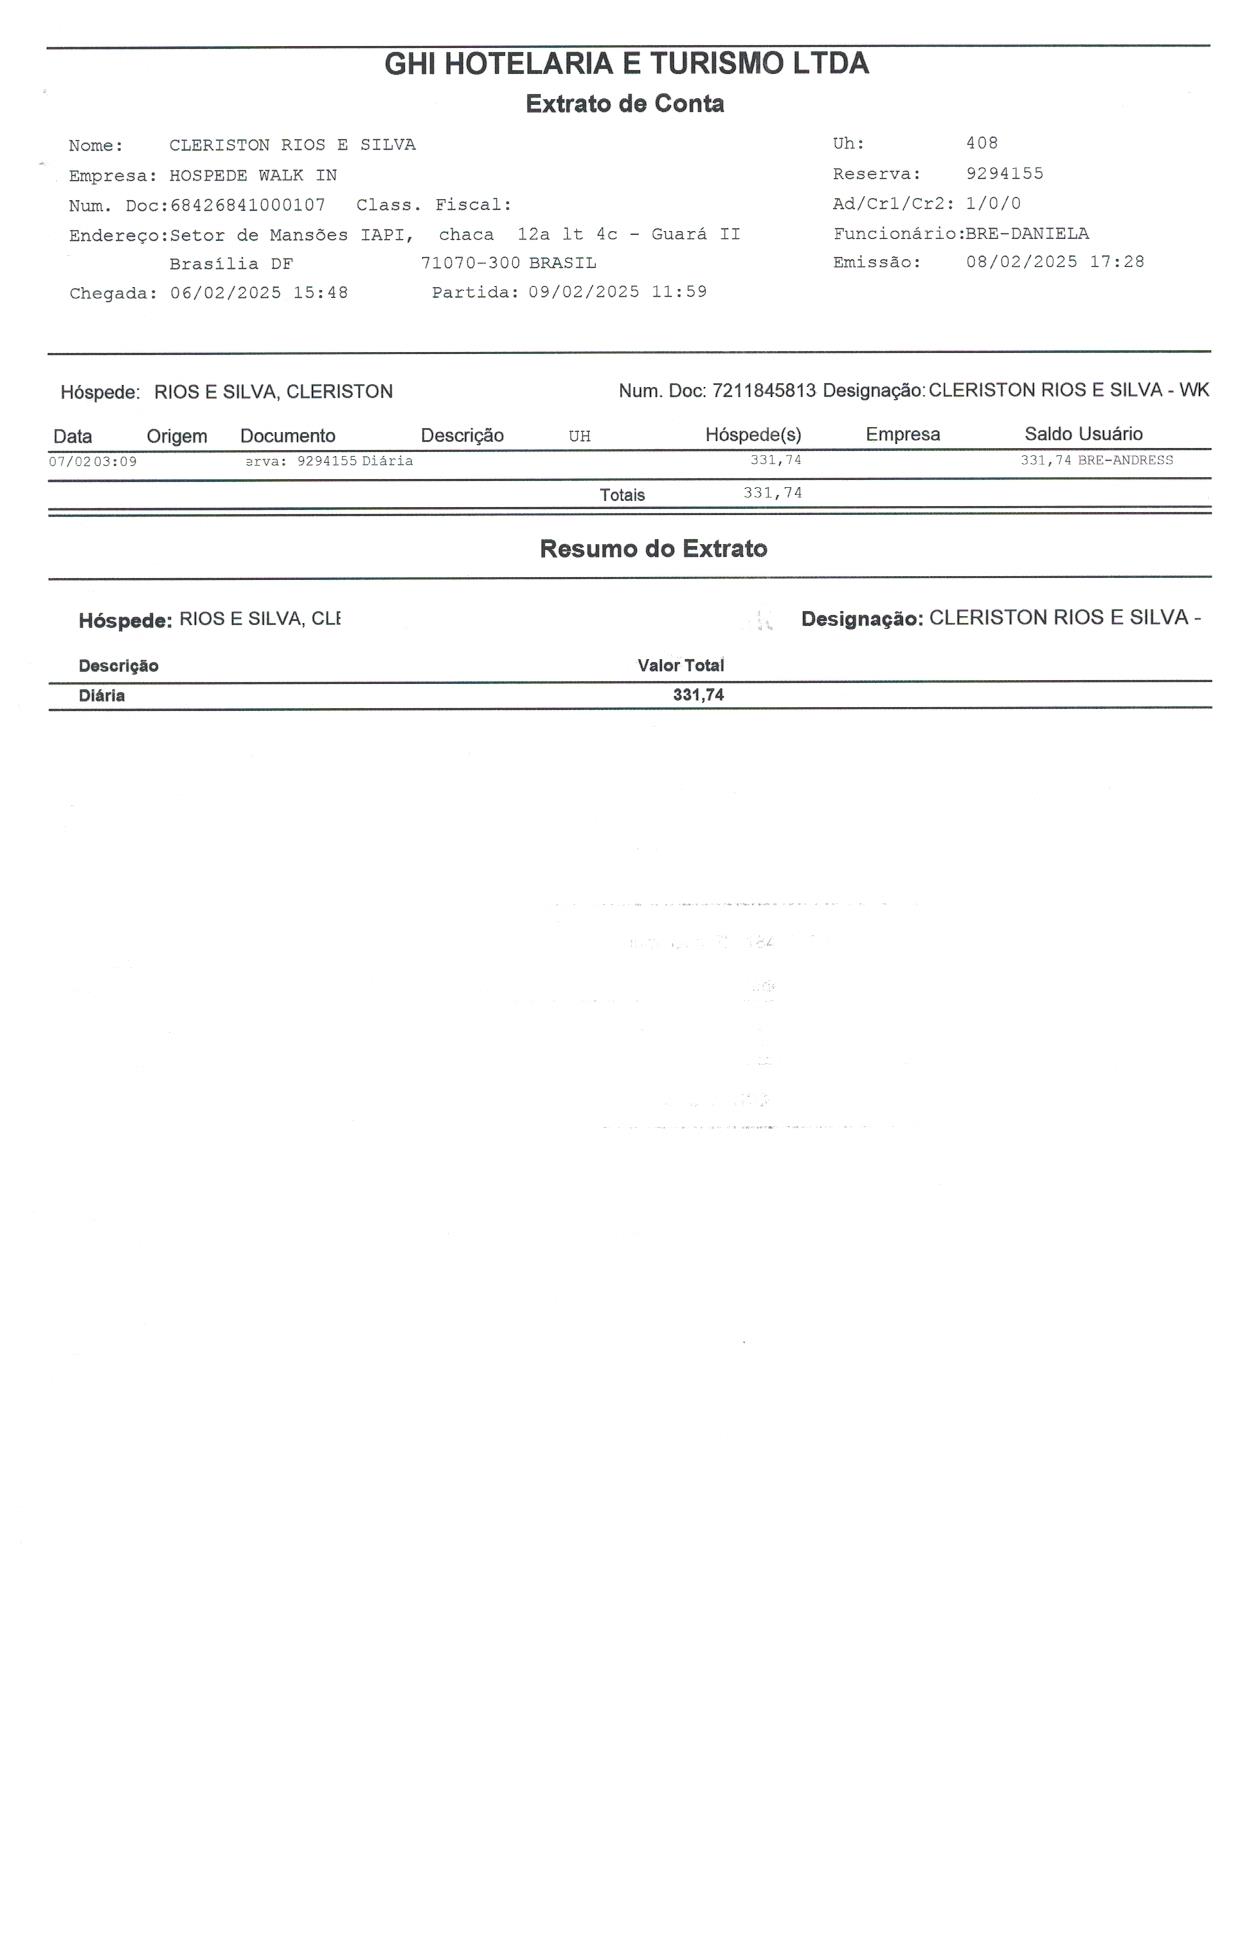 GHI HOTELARIA E TURISMO LTDA
Extrato de Conta
Nome: CLERISTON RIOS E SILVA Uh: 408
Empresa: HOSPEDE WALK IN Reserva: 9294155
Num. Doc:68426841000107 Class. Fiscal: Ad/Cr1/Cr2: 1/0/0
Endereço:Setor de Mansões IAPI, chaca 12a lt 4c - Guará II Funcionário:BRE-DANIELA
Brasília DF 71070-300 BRASIL Emissão: 08/02/2025 17:28
Chegada: 06/02/2025 15:48 Partida: 09/02/2025 11:59
Hóspede: RIOS E SILVA, CLERISTON Num. Doc: 7211845813 Designação: CLERISTON RIOS E SILVA - WK
Data Origem Documento Descrição UH Hóspede(s) Empresa Saldo Usuário
07/02 03:09 erva: 9294155 Diária 331,74 331,74 BRE-ANDRESS
Totais 331,74
Resumo do Extrato
Hóspede: RIOS E SILVA, CLE Designação: CLERISTON RIOS E SILVA -
Descrição Valor Total
Diária 331,74